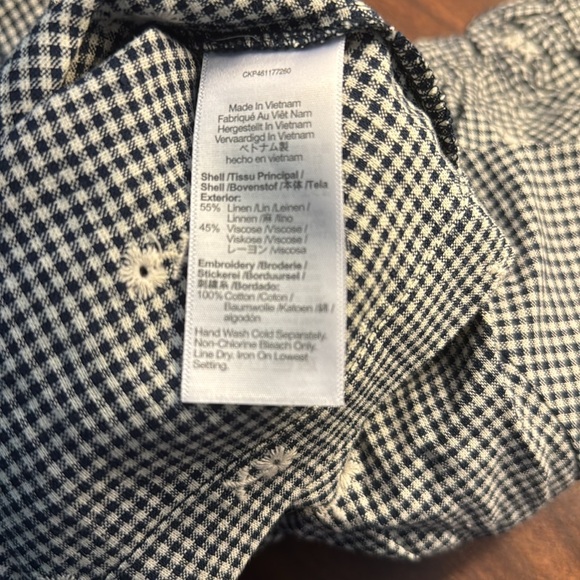 CKP461177260
Made In Vietnam
Fabriqué Au Viêt Nam
Hergestellt In Vietnam
Vervaardigd In Vietnam
ベトナム製
hecho en vietnam
Shell /Tissu Principal /
Shell /Bovenstof /本体 /Tela
Exterior:
55% Linen /Lin /Leinen /
Linnen /麻 /lino
45% Viscose /Viscose /
Viskose /Viscose /
レーヨン /viscosa
Embroidery /Broderie /
Stickerei /Borduursel /
刺繍糸 /Bordado:
100% Cotton /Coton /
Baumwolle /Katoen /綿 /
algodón
Hand Wash Cold Separately.
Non-Chlorine Bleach Only.
Line Dry. Iron On Lowest
Setting.